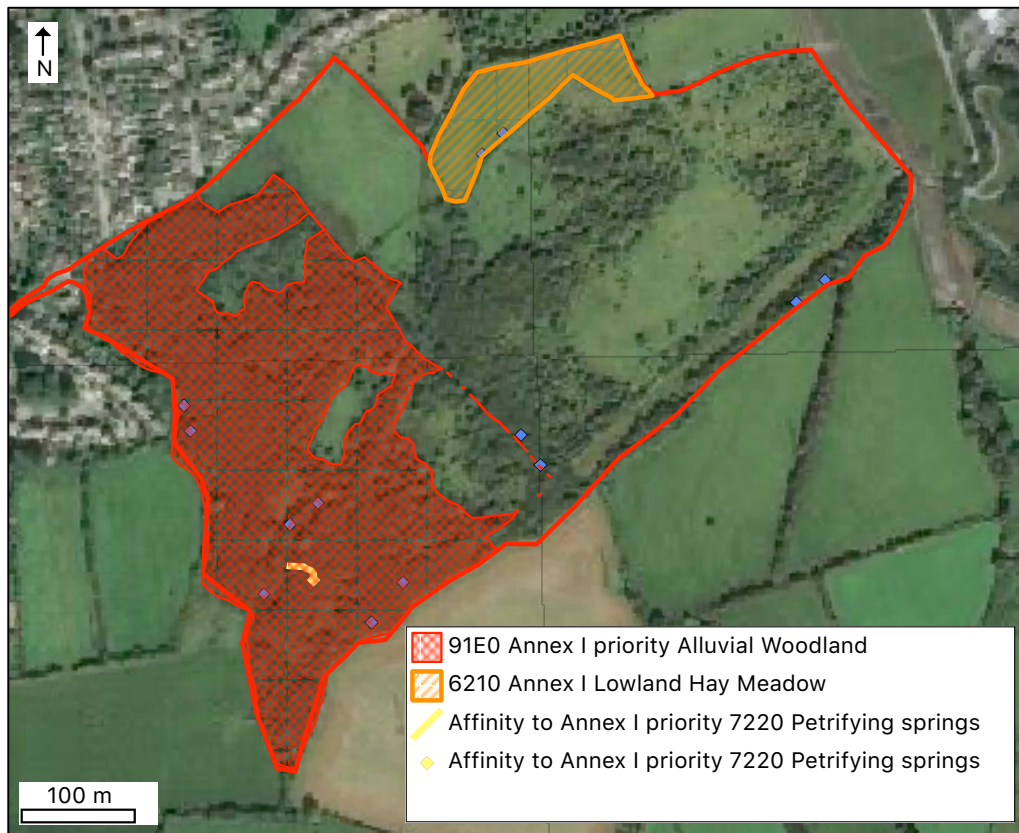 N
91E0 Annex I priority Alluvial Woodland
6210 Annex I Lowland Hay Meadow
Affinity to Annex I priority 7220 Petrifying springs
Affinity to Annex I priority 7220 Petrifying springs
100 m